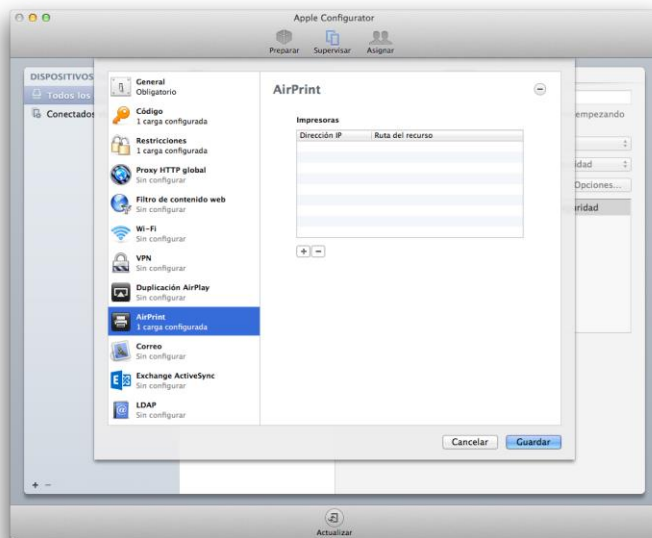 Apple Configurator
Preparar
Supervisar
Asignar
DISPOSITIVOS
Todos los
Conectados
General
Obligatorio
Código
1 carga configurada
Restricciones
1 carga configurada
Proxy HTTP global
Sin configurar
Filtro de contenido web
Sin configurar
Wi-Fi
Sin configurar
VPN
Sin configurar
Duplicación AirPlay
Sin configurar
AirPrint
1 carga configurada
Correo
Sin configurar
Exchange ActiveSync
Sin configurar
LDAP
Sin configurar
AirPrint
Impresoras
Dirección IP Ruta del recurso
empezando
idad
Opciones...
uridad
Cancelar Guardar
Actualizar